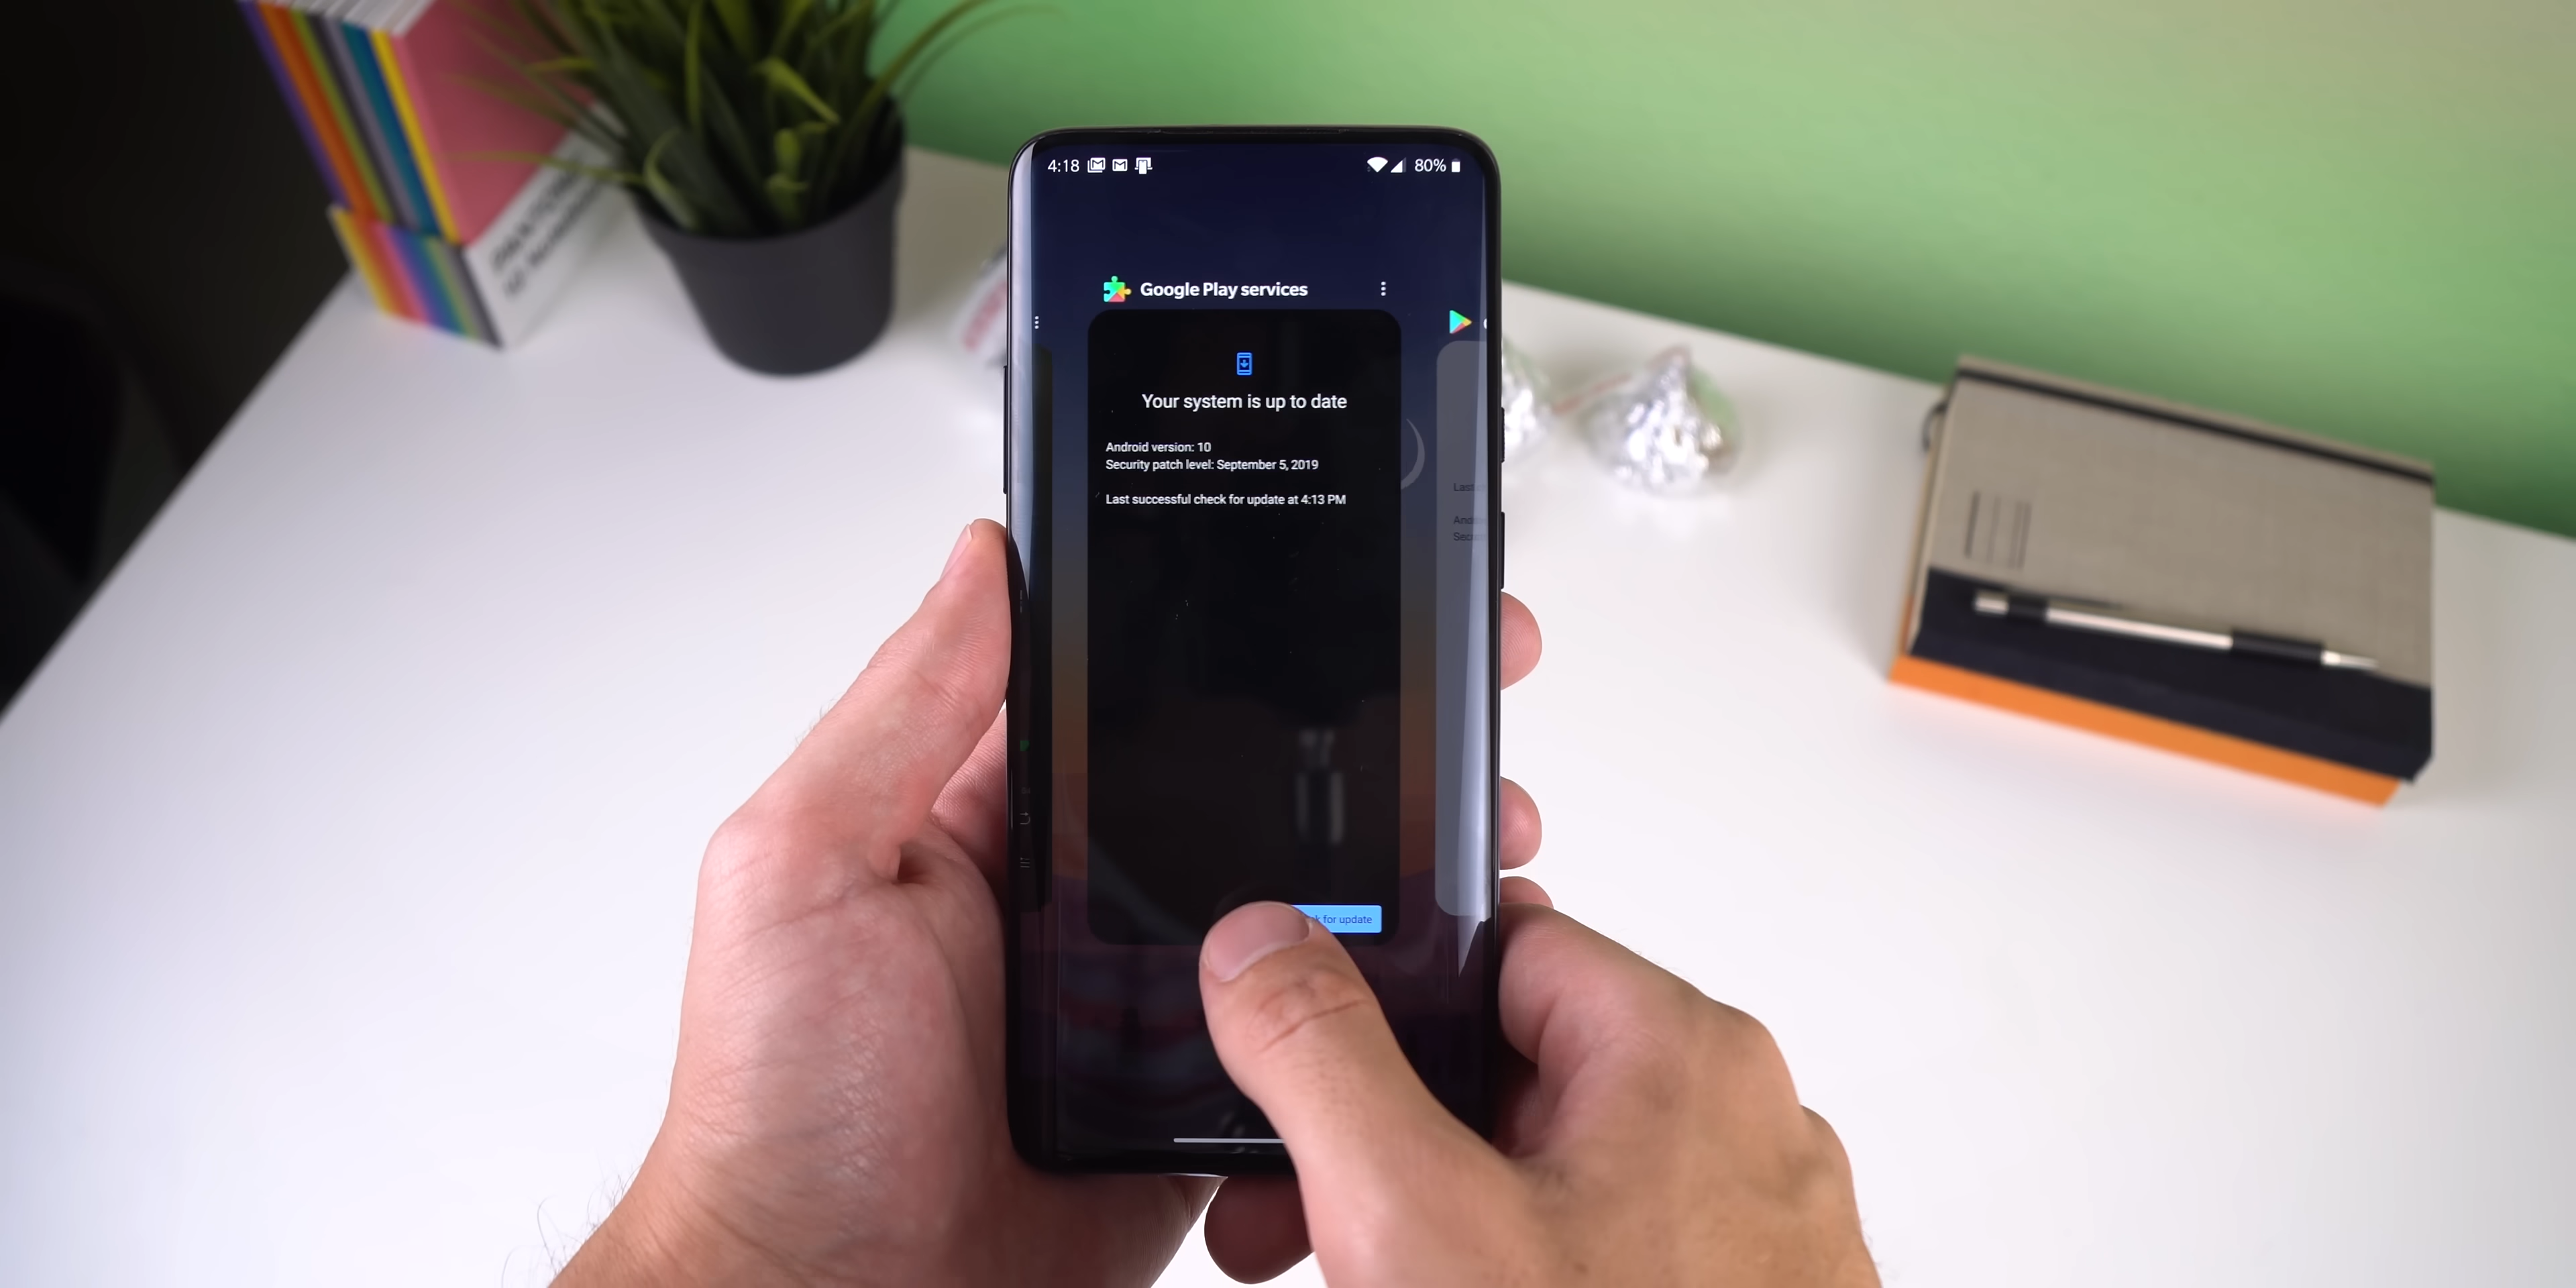 4:18
80%
Google Play services
Your system is up to date
Android version: 10
Security patch level: September 5, 2019
Last successful check for update at 4:13 PM
for update